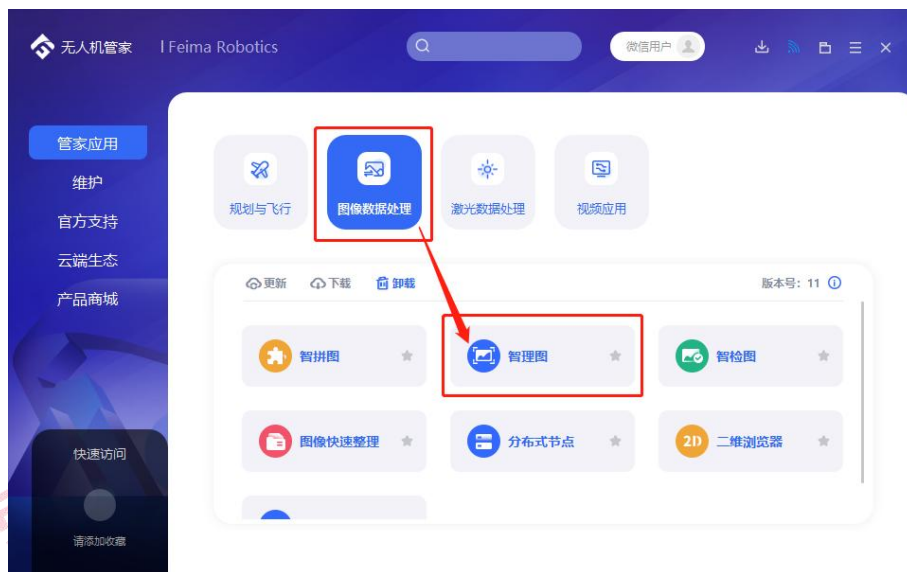 无人机管家 | Feima Robotics
微信用户
管家应用
维护
官方支持
云端生态
产品商城
规划与飞行
图像数据处理
激光数据处理
视频应用
更新 下载 卸载
版本号：11
智拼图
智理图
智检图
图像快速整理
分布式节点
2D 二维浏览器
快速访问
请添加收藏